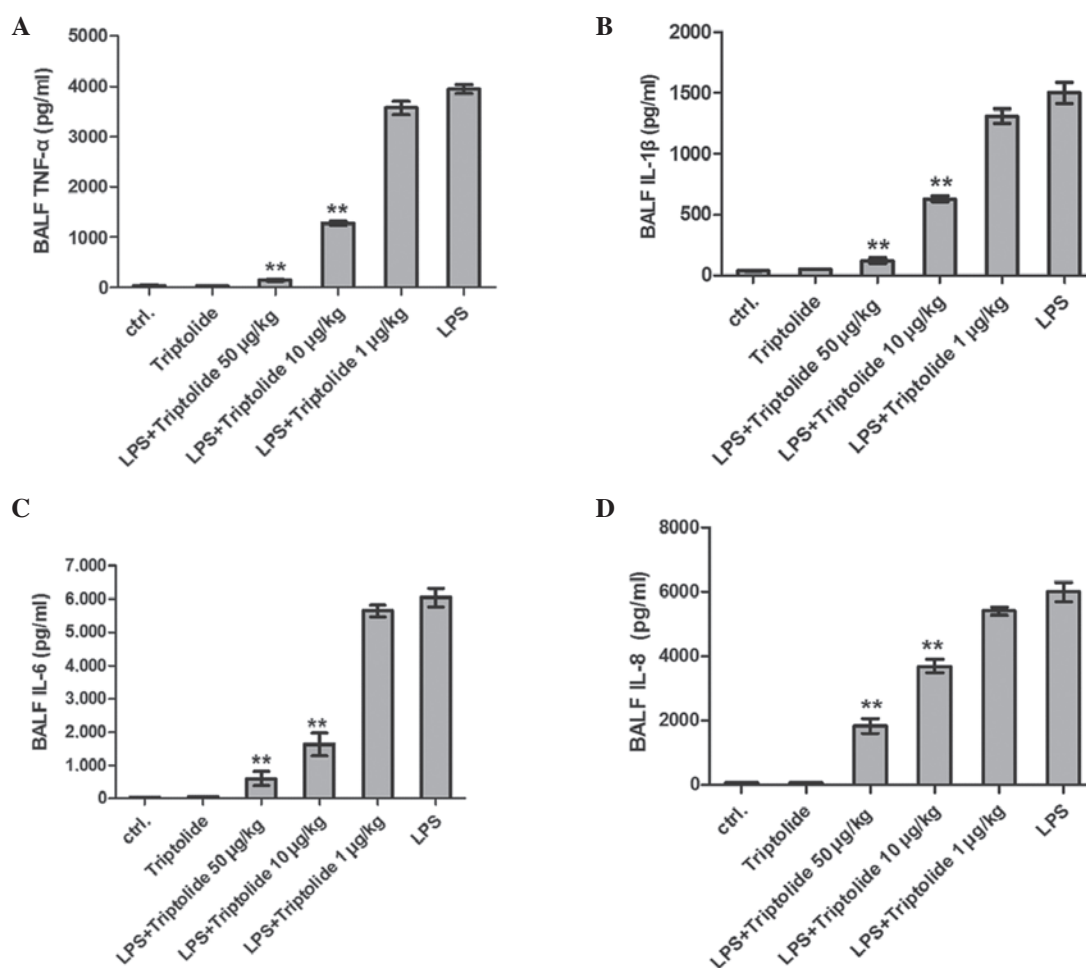 A
BALF TNF-α (pg/ml)
5000
4000
3000
2000
1000
0
**
**
ctrl.
Triptolide
LPS+Triptolide 50 µg/kg
LPS+Triptolide 10 µg/kg
LPS+Triptolide 1 µg/kg
LPS
B
BALF IL-1β (pg/ml)
2000
1500
1000
500
0
**
**
ctrl.
Triptolide
LPS+Triptolide 50 µg/kg
LPS+Triptolide 10 µg/kg
LPS+Triptolide 1 µg/kg
LPS
C
BALF IL-6 (pg/ml)
7.000
6.000
5.000
4.000
3.000
2.000
1.000
0
**
**
ctrl.
Triptolide
LPS+Triptolide 50 µg/kg
LPS+Triptolide 10 µg/kg
LPS+Triptolide 1 µg/kg
LPS
D
BALF IL-8 (pg/ml)
8000
6000
4000
2000
0
**
**
ctrl.
Triptolide
LPS+Triptolide 50 µg/kg
LPS+Triptolide 10 µg/kg
LPS+Triptolide 1 µg/kg
LPS